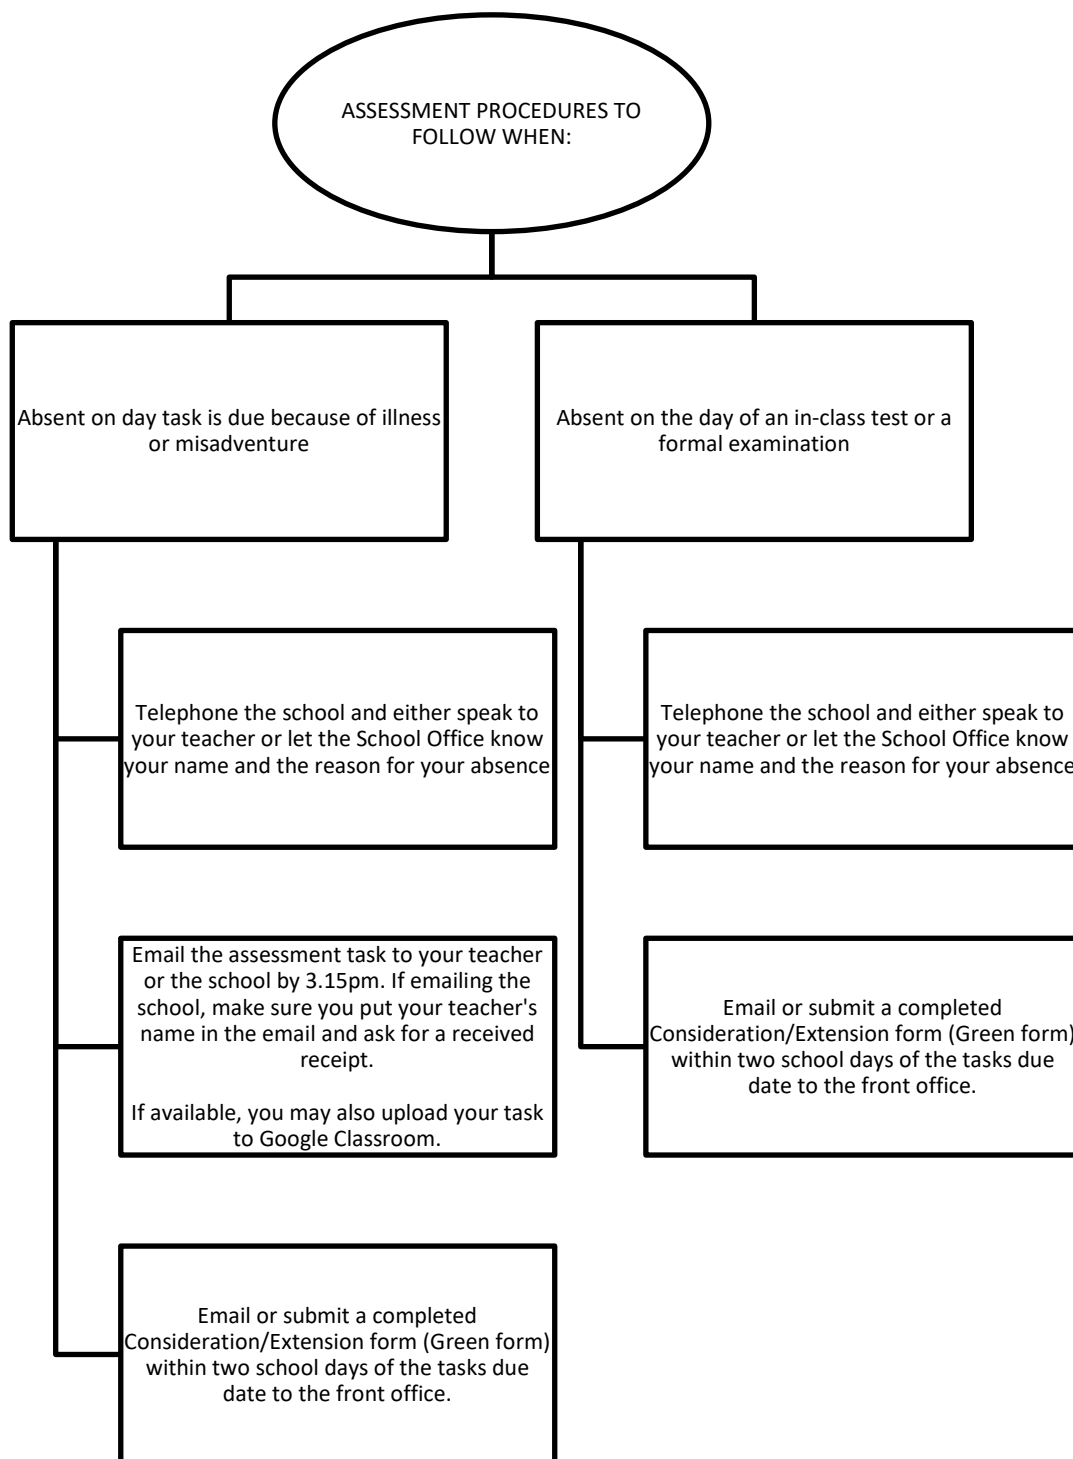 ASSESSMENT PROCEDURES TO
FOLLOW WHEN:
Absent on day task is due because of illness
or misadventure
Absent on the day of an in-class test or a
formal examination
Telephone the school and either speak to
your teacher or let the School Office know
your name and the reason for your absence
Telephone the school and either speak to
your teacher or let the School Office know
your name and the reason for your absence
Email the assessment task to your teacher
or the school by 3.15pm. If emailing the
school, make sure you put your teacher's
name in the email and ask for a received
receipt.
If available, you may also upload your task
to Google Classroom.
Email or submit a completed
Consideration/Extension form (Green form)
within two school days of the tasks due
date to the front office.
Email or submit a completed
Consideration/Extension form (Green form)
within two school days of the tasks due
date to the front office.